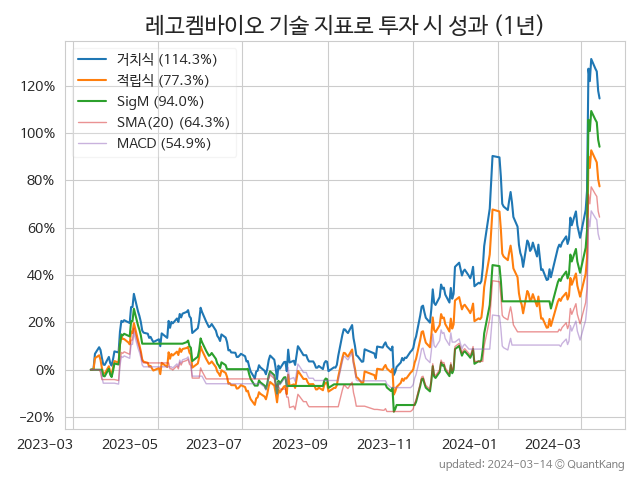 레고켐바이오 기술 지표로 투자 시 성과 (1년)
거치식 (114.3%)
적립식 (77.3%)
SigM (94.0%)
SMA(20) (64.3%)
MACD (54.9%)
120%
100%
80%
60%
40%
20%
0%
−20%
2023-03 2023-05 2023-07 2023-09 2023-11 2024-01 2024-03
updated: 2024-03-14 © QuantKang